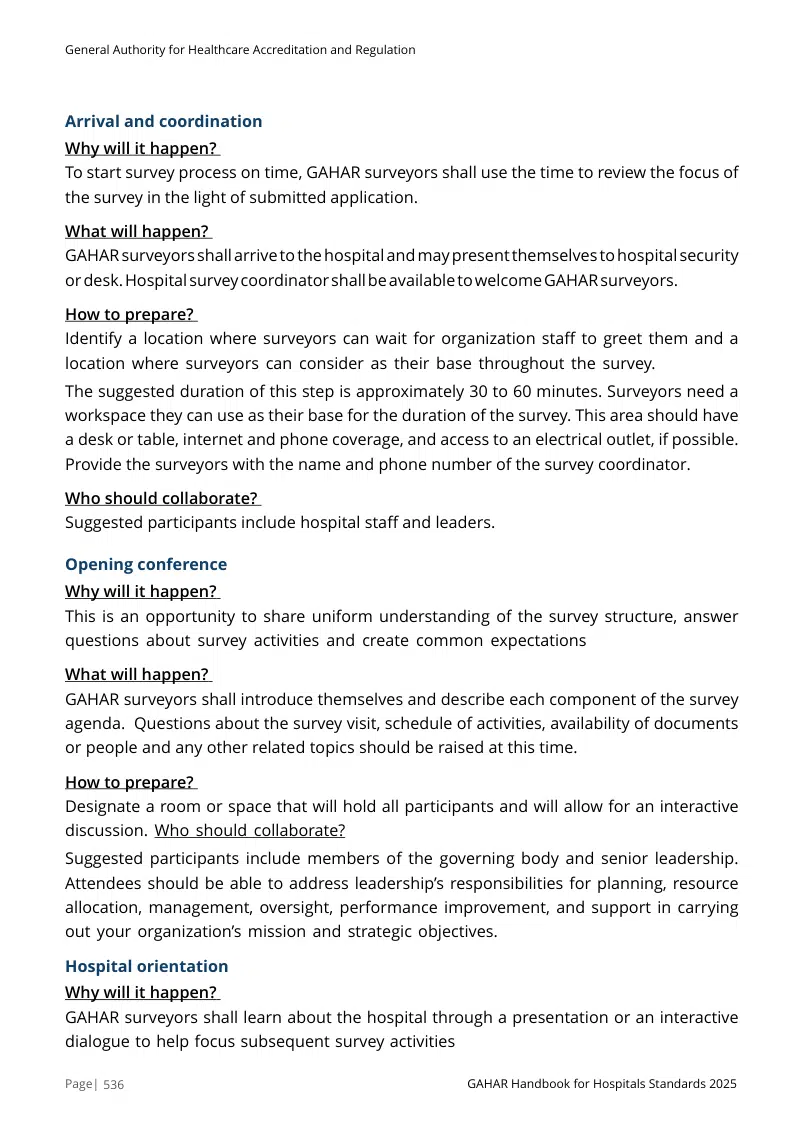 General Authority for Healthcare Accreditation and Regulation
Arrival and coordination
Why will it happen?
To start survey process on time, GAHAR surveyors shall use the time to review the focus of
the survey in the light of submitted application.
What will happen?
GAHAR surveyors shall arrive to the hospital and may present themselves to hospital security
or desk. Hospital survey coordinator shall be available to welcome GAHAR surveyors.
How to prepare?
Identify a location where surveyors can wait for organization staff to greet them and a
location where surveyors can consider as their base throughout the survey.
The suggested duration of this step is approximately 30 to 60 minutes. Surveyors need a
workspace they can use as their base for the duration of the survey. This area should have
a desk or table, internet and phone coverage, and access to an electrical outlet, if possible.
Provide the surveyors with the name and phone number of the survey coordinator.
Who should collaborate?
Suggested participants include hospital staff and leaders.
Opening conference
Why will it happen?
This is an opportunity to share uniform understanding of the survey structure, answer
questions about survey activities and create common expectations
What will happen?
GAHAR surveyors shall introduce themselves and describe each component of the survey
agenda. Questions about the survey visit, schedule of activities, availability of documents
or people and any other related topics should be raised at this time.
How to prepare?
Designate a room or space that will hold all participants and will allow for an interactive
discussion. Who should collaborate?
Suggested participants include members of the governing body and senior leadership.
Attendees should be able to address leadership’s responsibilities for planning, resource
allocation, management, oversight, performance improvement, and support in carrying
out your organization’s mission and strategic objectives.
Hospital orientation
Why will it happen?
GAHAR surveyors shall learn about the hospital through a presentation or an interactive
dialogue to help focus subsequent survey activities
Page| 536 GAHAR Handbook for Hospitals Standards 2025